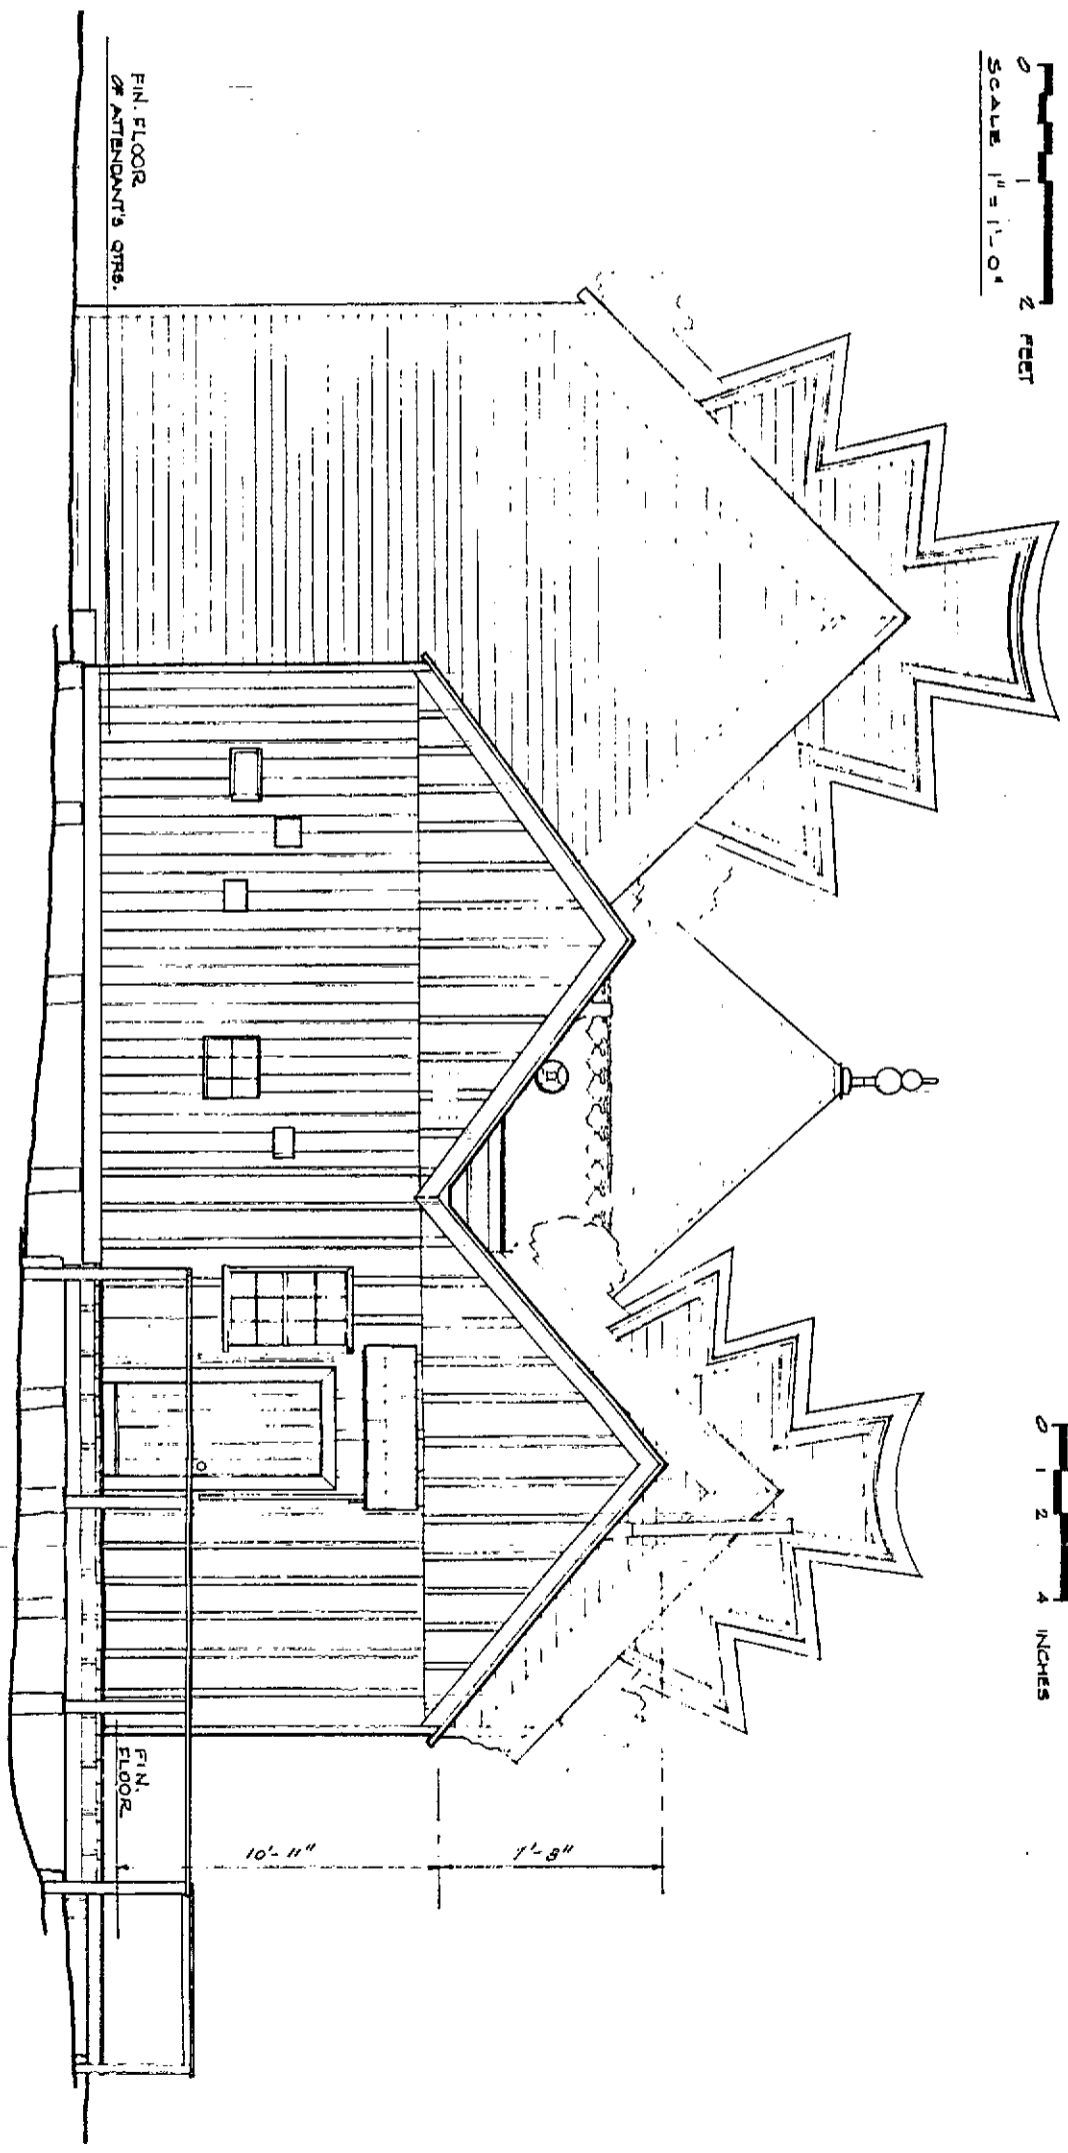 0 1 2 FEET
SCALE 1" = 1'-0"
0 1 2 4 INCHES
FIN. FLOOR
OF ATTENDANT'S QTRS.
7'-8"
10'-11"
FIN.
FLOOR